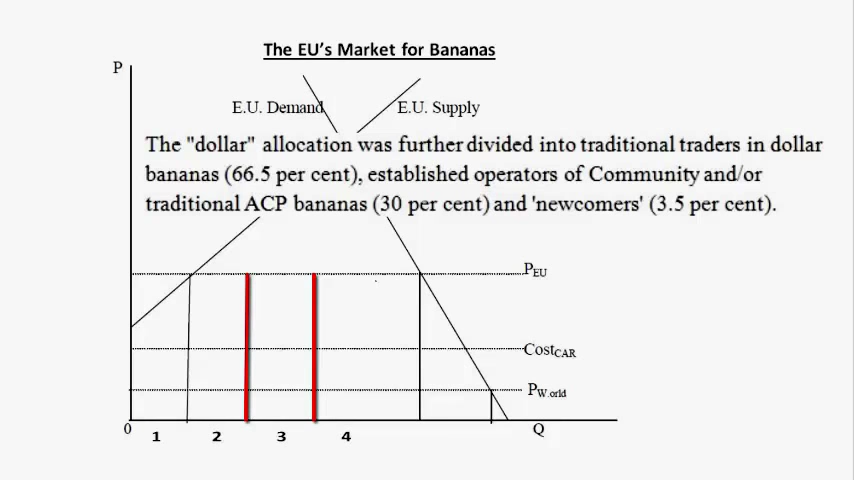 The EU's Market for Bananas
P
E.U. Demand
E.U. Supply
The "dollar" allocation was further divided into traditional traders in dollar
bananas (66.5 per cent), established operators of Community and/or
traditional ACP bananas (30 per cent) and 'newcomers' (3.5 per cent).
PEU
CostCAR
PW.orld
0
Q
1 2 3 4